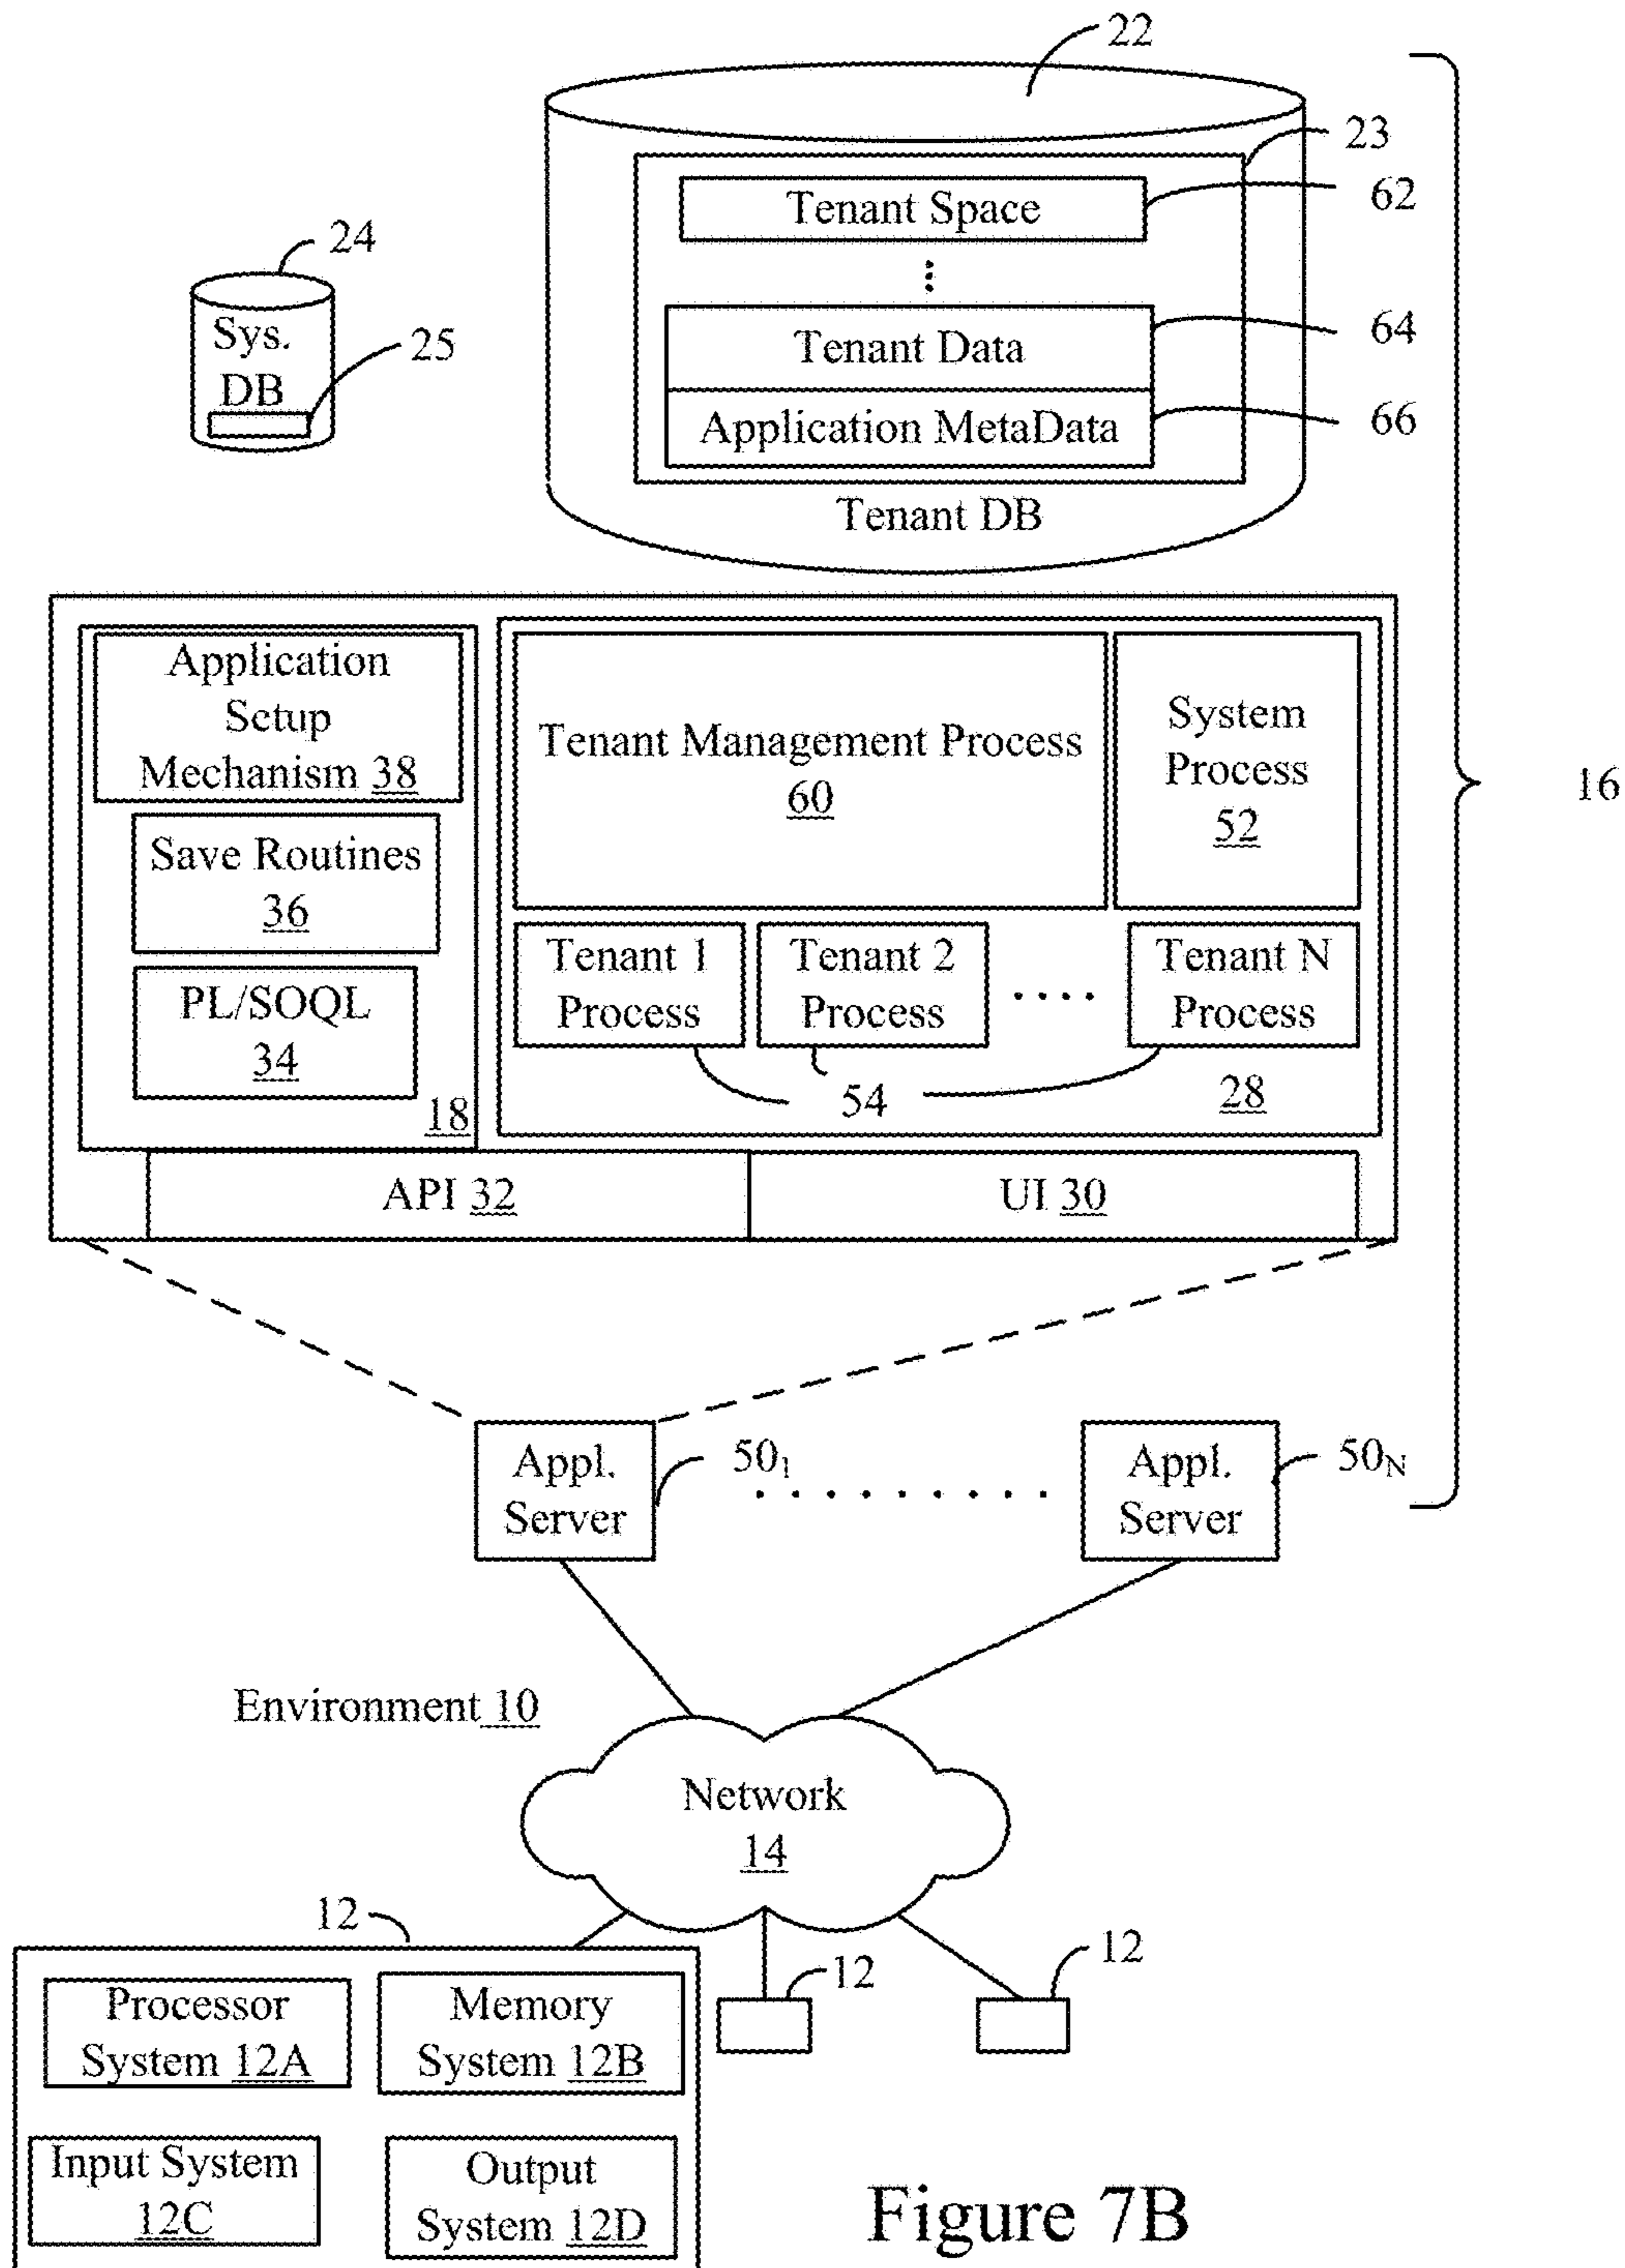 22
23
Tenant Space
62
24
Sys.
DB
25
Tenant Data
64
Application MetaData
66
Tenant DB
Application
Setup
Mechanism 38
Tenant Management Process
60
System
Process
52
16
Save Routines
36
Tenant 1
Process
Tenant 2
Process
....
Tenant N
Process
PL/SOQL
34
18
54
28
API 32
UI 30
Appl.
Server
50₁
Appl.
Server
50N
Environment 10
Network
14
12
Processor
System 12A
Memory
System 12B
12
12
Input System
12C
Output
System 12D
Figure 7B